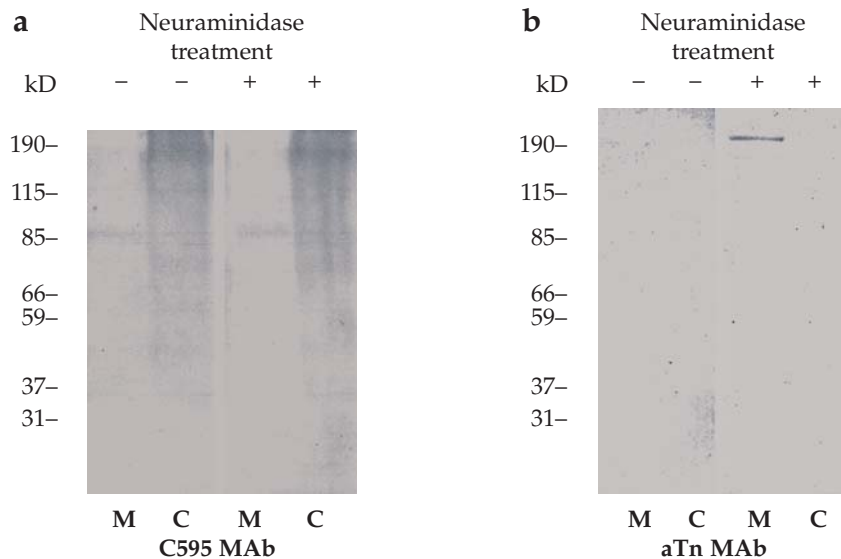 a
Neuraminidase
treatment
kD – – + +
190–
115–
85–
66–
59–
37–
31–
M C M C
C595 MAb
b
Neuraminidase
treatment
kD – – + +
190–
115–
85–
66–
59–
37–
31–
M C M C
aTn MAb